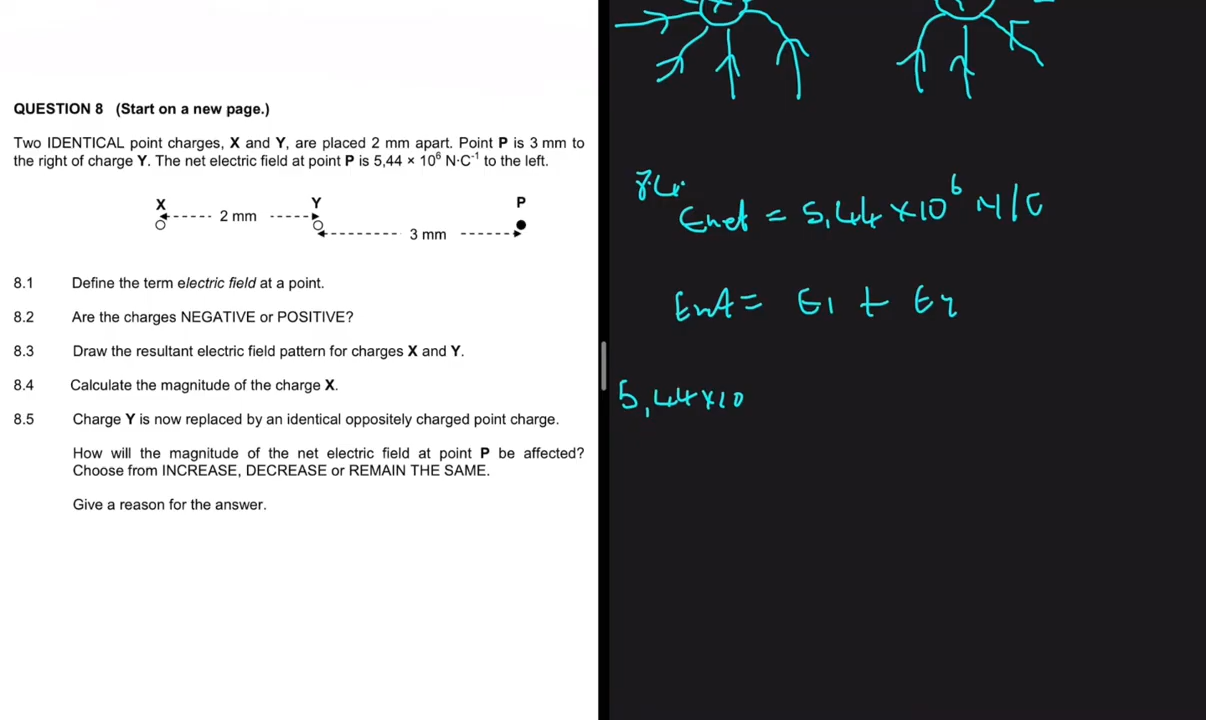 QUESTION 8 (Start on a new page.)
Two IDENTICAL point charges, X and Y, are placed 2 mm apart. Point P is 3 mm to
the right of charge Y. The net electric field at point P is 5,44 × 10⁶ N·C⁻¹ to the left.
X Y P
2 mm
3 mm
8.1 Define the term electric field at a point.
8.2 Are the charges NEGATIVE or POSITIVE?
8.3 Draw the resultant electric field pattern for charges X and Y.
8.4 Calculate the magnitude of the charge X.
8.5 Charge Y is now replaced by an identical oppositely charged point charge.
How will the magnitude of the net electric field at point P be affected?
Choose from INCREASE, DECREASE or REMAIN THE SAME.
Give a reason for the answer.
8.4.
Enet = 5,44 ×10⁶ N/C
Enet = E1 + E2
5,44×10